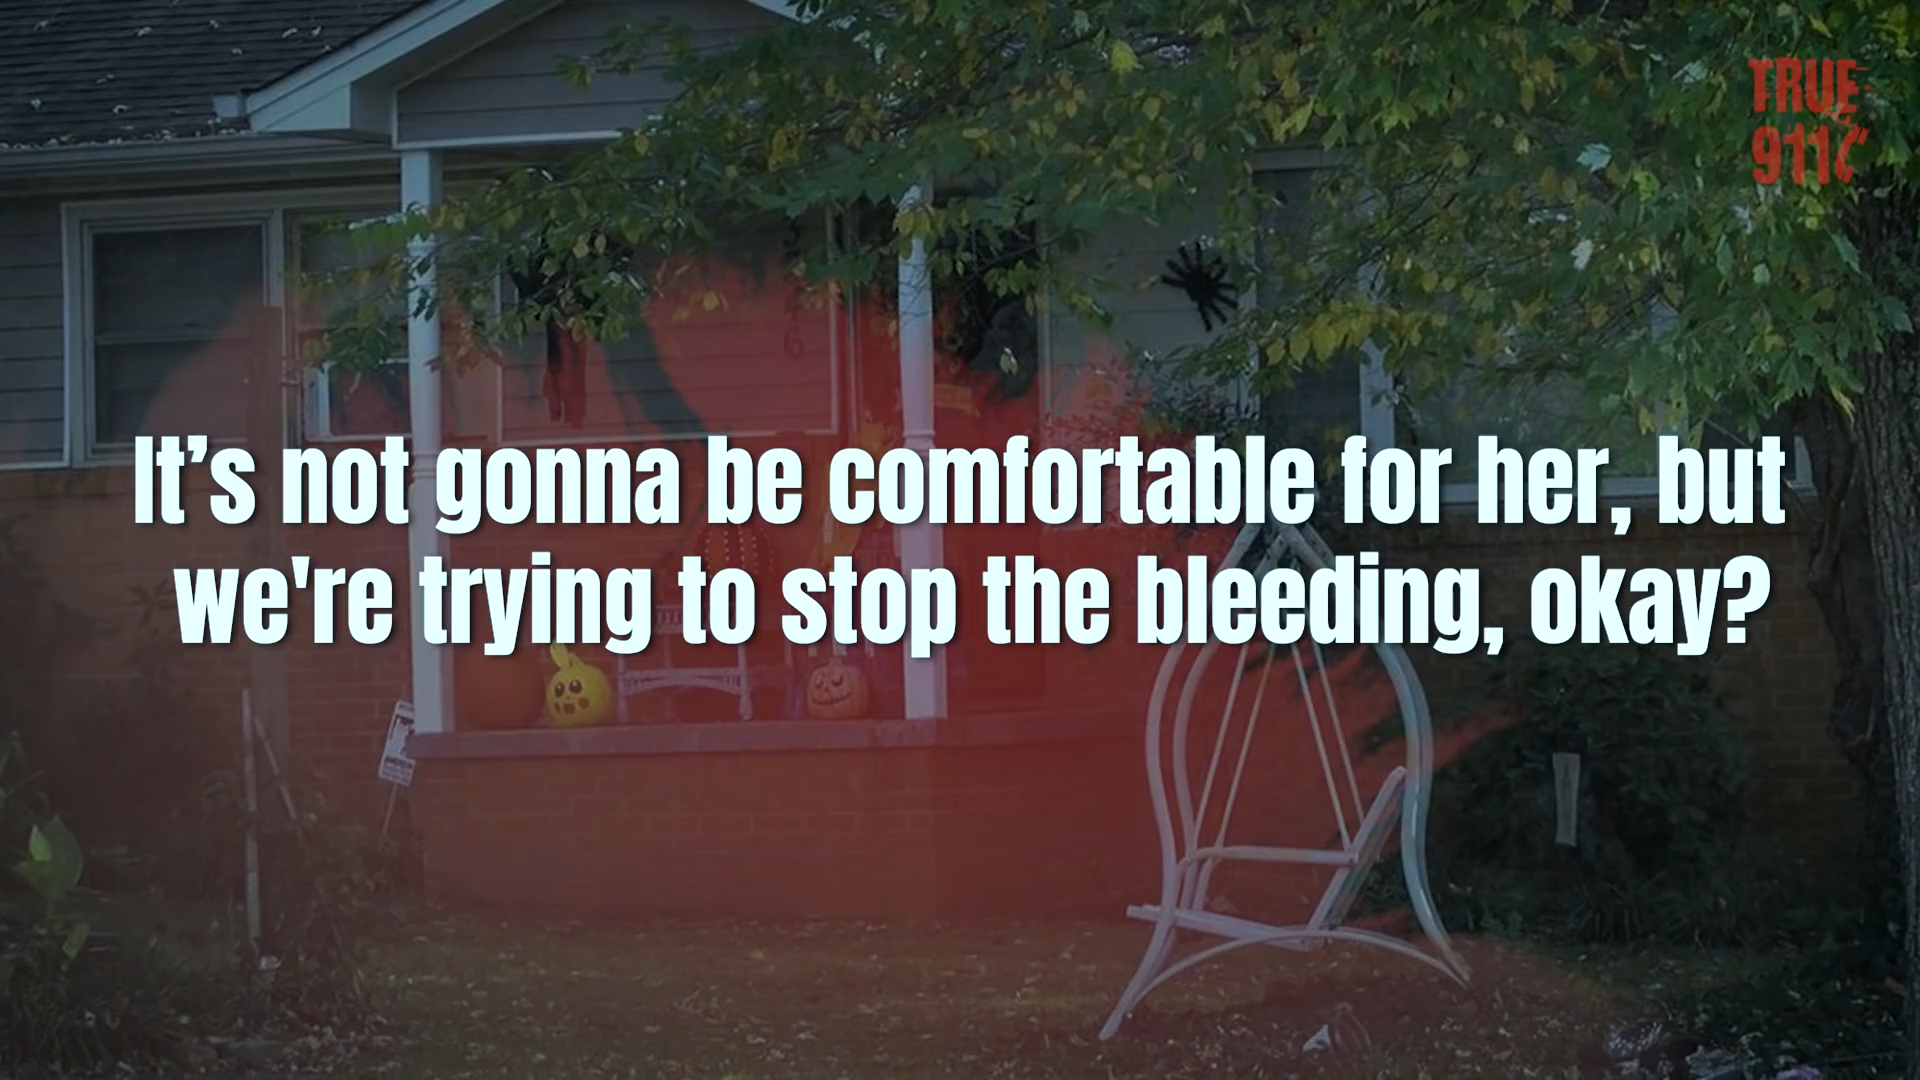 TRUE
911
It’s not gonna be comfortable for her, but
we're trying to stop the bleeding, okay?